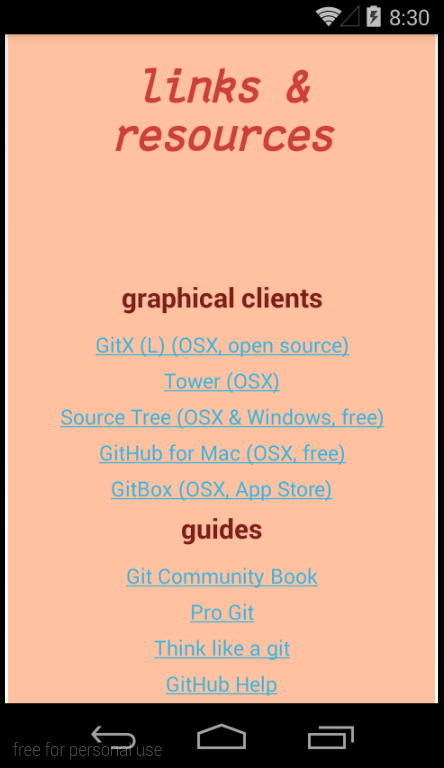 8:30
links &
resources
graphical clients
GitX (L) (OSX, open source)
Tower (OSX)
Source Tree (OSX & Windows, free)
GitHub for Mac (OSX, free)
GitBox (OSX, App Store)
guides
Git Community Book
Pro Git
Think like a git
GitHub Help
free for personal use